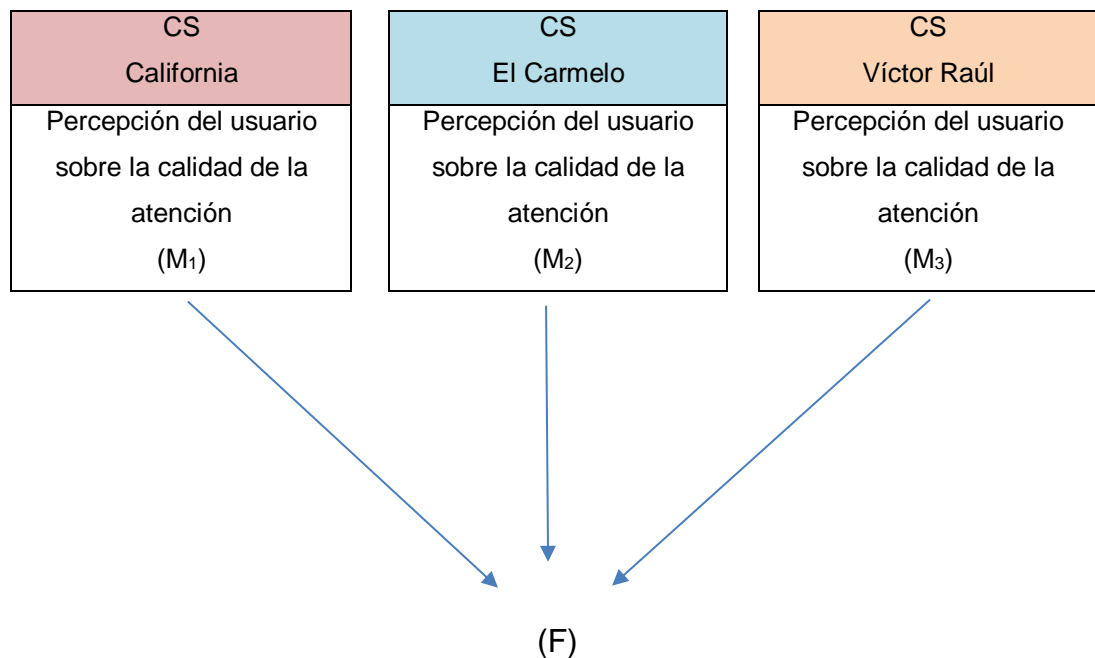 CS
California
Percepción del usuario
sobre la calidad de la
atención
(M₁)
CS
El Carmelo
Percepción del usuario
sobre la calidad de la
atención
(M₂)
CS
Víctor Raúl
Percepción del usuario
sobre la calidad de la
atención
(M₃)
(F)